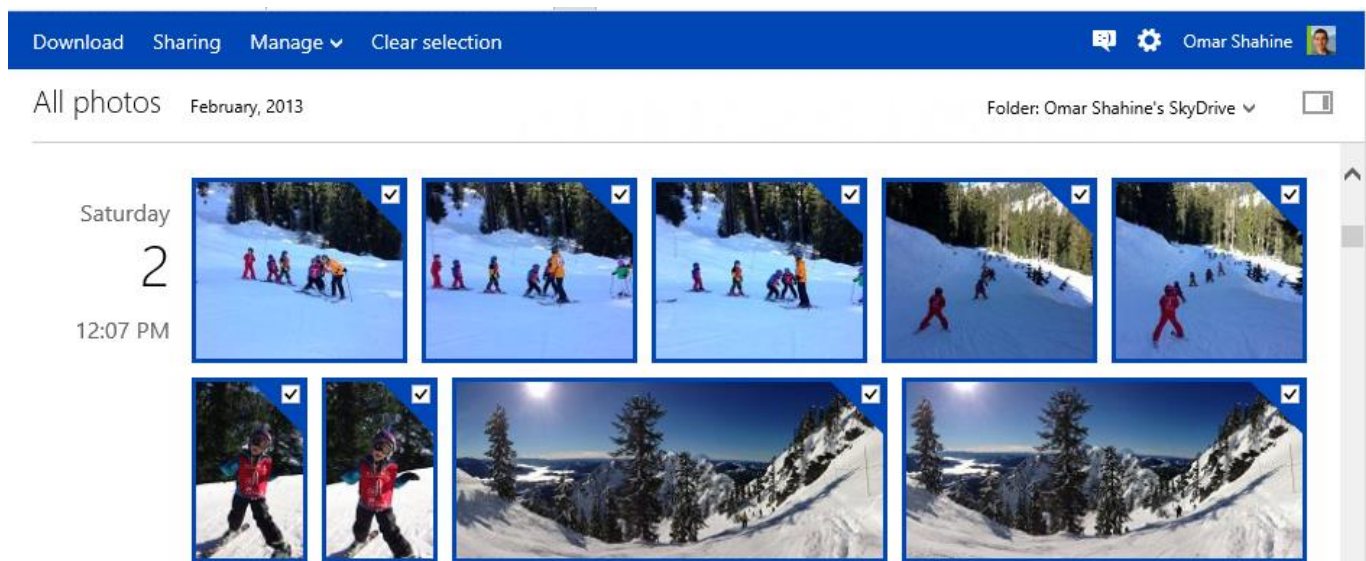 Download Sharing Manage Clear selection Omar Shahine
All photos February, 2013 Folder: Omar Shahine's SkyDrive
Saturday
2
12:07 PM